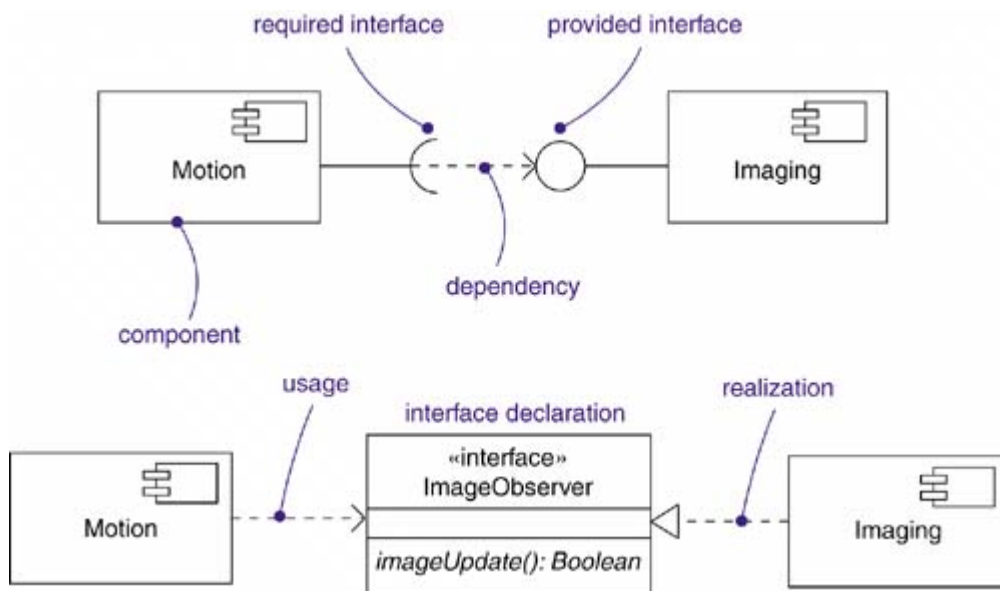 required interface
provided interface
Motion
Imaging
dependency
component
usage
interface declaration
realization
«interface»
ImageObserver
Motion
Imaging
imageUpdate(): Boolean